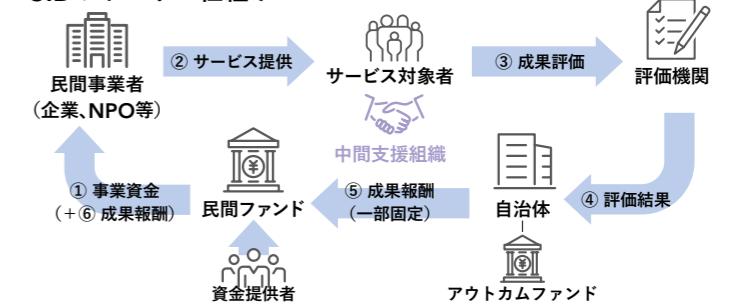 ② サービス提供
③ 成果評価
民間事業者
(企業、NPO等)
サービス対象者
評価機関
中間支援組織
① 事業資金
(+⑥ 成果報酬)
民間ファンド
¥
⑤ 成果報酬
(一部固定)
自治体
④ 評価結果
資金提供者
¥
アウトカムファンド